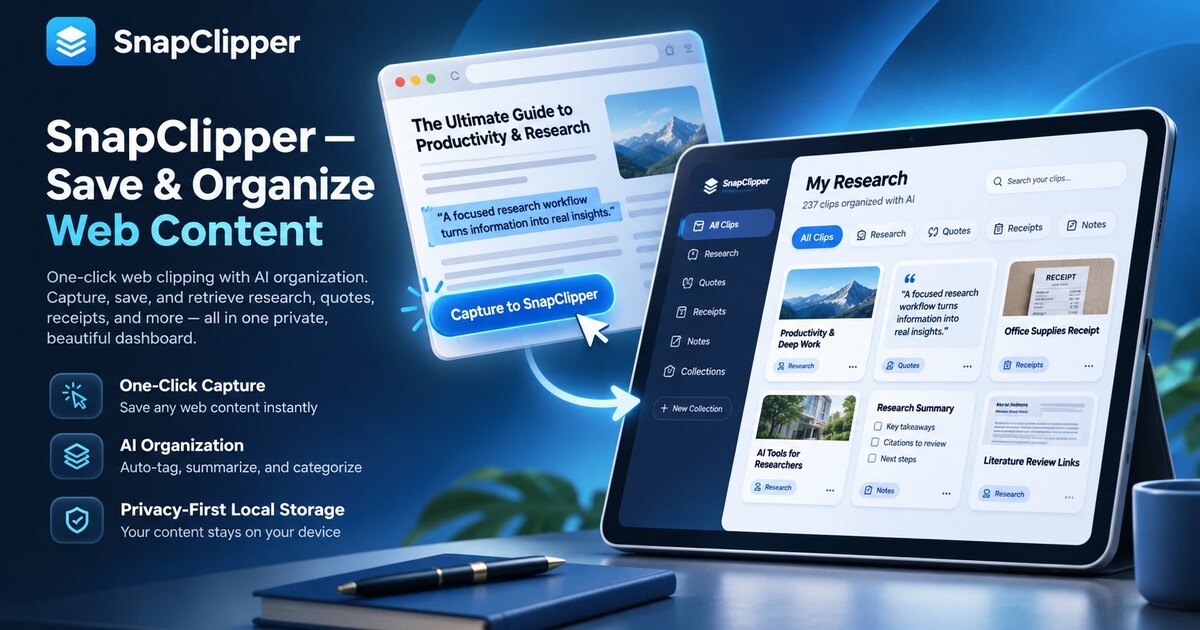 SnapClipper
SnapClipper –
Save & Organize
Web Content
One-click web clipping with AI organization.
Capture, save, and retrieve research, quotes,
receipts, and more — all in one private,
beautiful dashboard.
One-Click Capture
Save any web content instantly
AI Organization
Auto-tag, summarize, and categorize
Privacy-First Local Storage
Your content stays on your device
The Ultimate Guide to
Productivity & Research
"A focused research workflow
turns information into real insights."
Capture to SnapClipper
SnapClipper
All Clips
Research
Quotes
Receipts
Notes
Collections
+ New Collection
My Research
237 clips organized with AI
Search your clips...
All Clips
Research
Quotes
Receipts
Notes
Productivity &
Deep Work
Research
"A focused research
workflow turns
information into
real insights."
Quotes
RECEIPT
Office Supplies Receipt
Receipts
AI Tools for
Researchers
Research
Research Summary
Key takeaways
Citations to review
Next steps
Notes
Literature Review Links
Research